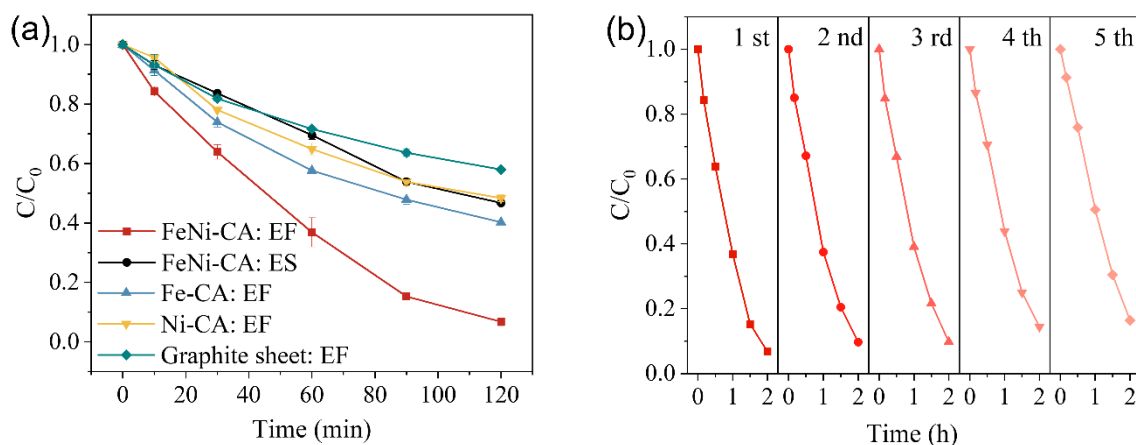 (a)
1.0
0.8
0.6
0.4
0.2
0.0
C/C0
FeNi-CA: EF
FeNi-CA: ES
Fe-CA: EF
Ni-CA: EF
Graphite sheet: EF
0 20 40 60 80 100 120
Time (min)
(b)
1 st 2 nd 3 rd 4 th 5 th
1.0
0.8
0.6
0.4
0.2
0.0
C/C0
0 1 2 0 1 2 0 1 2 0 1 2 0 1 2
Time (h)